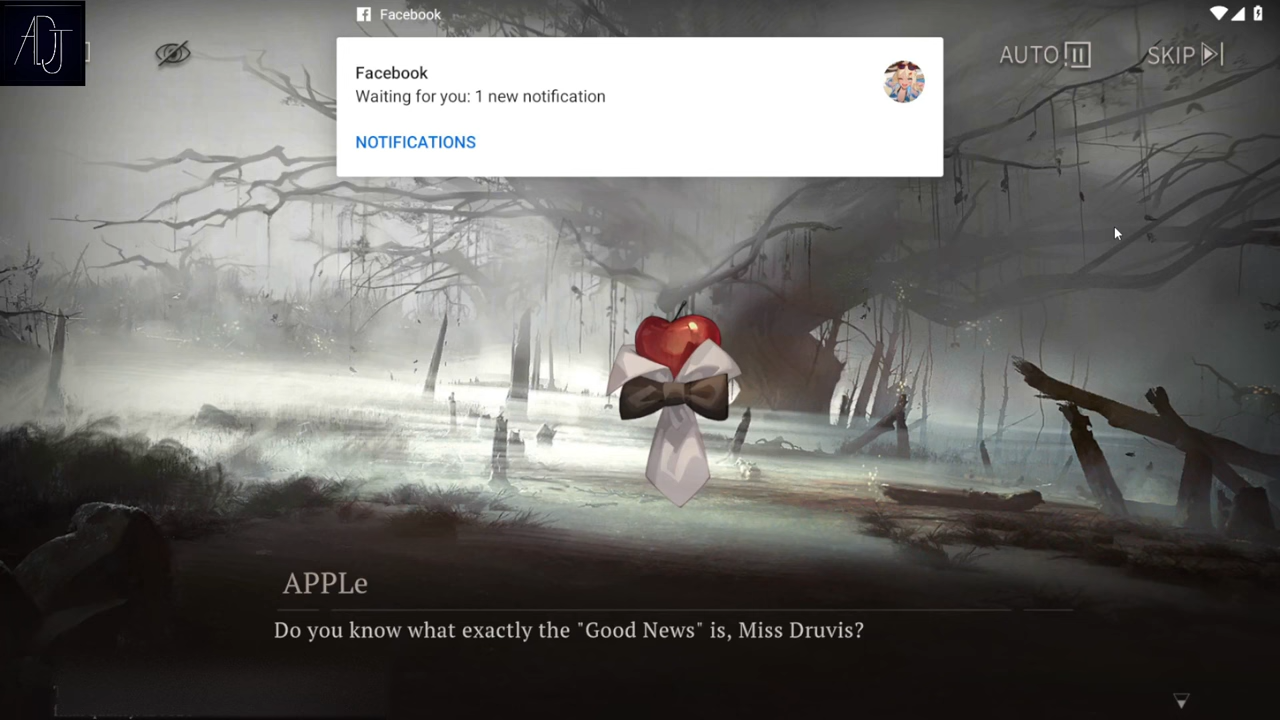 Facebook
ADJ
AUTO
SKIP
Facebook
Waiting for you: 1 new notification
NOTIFICATIONS
APPLe
Do you know what exactly the "Good News" is, Miss Druvis?